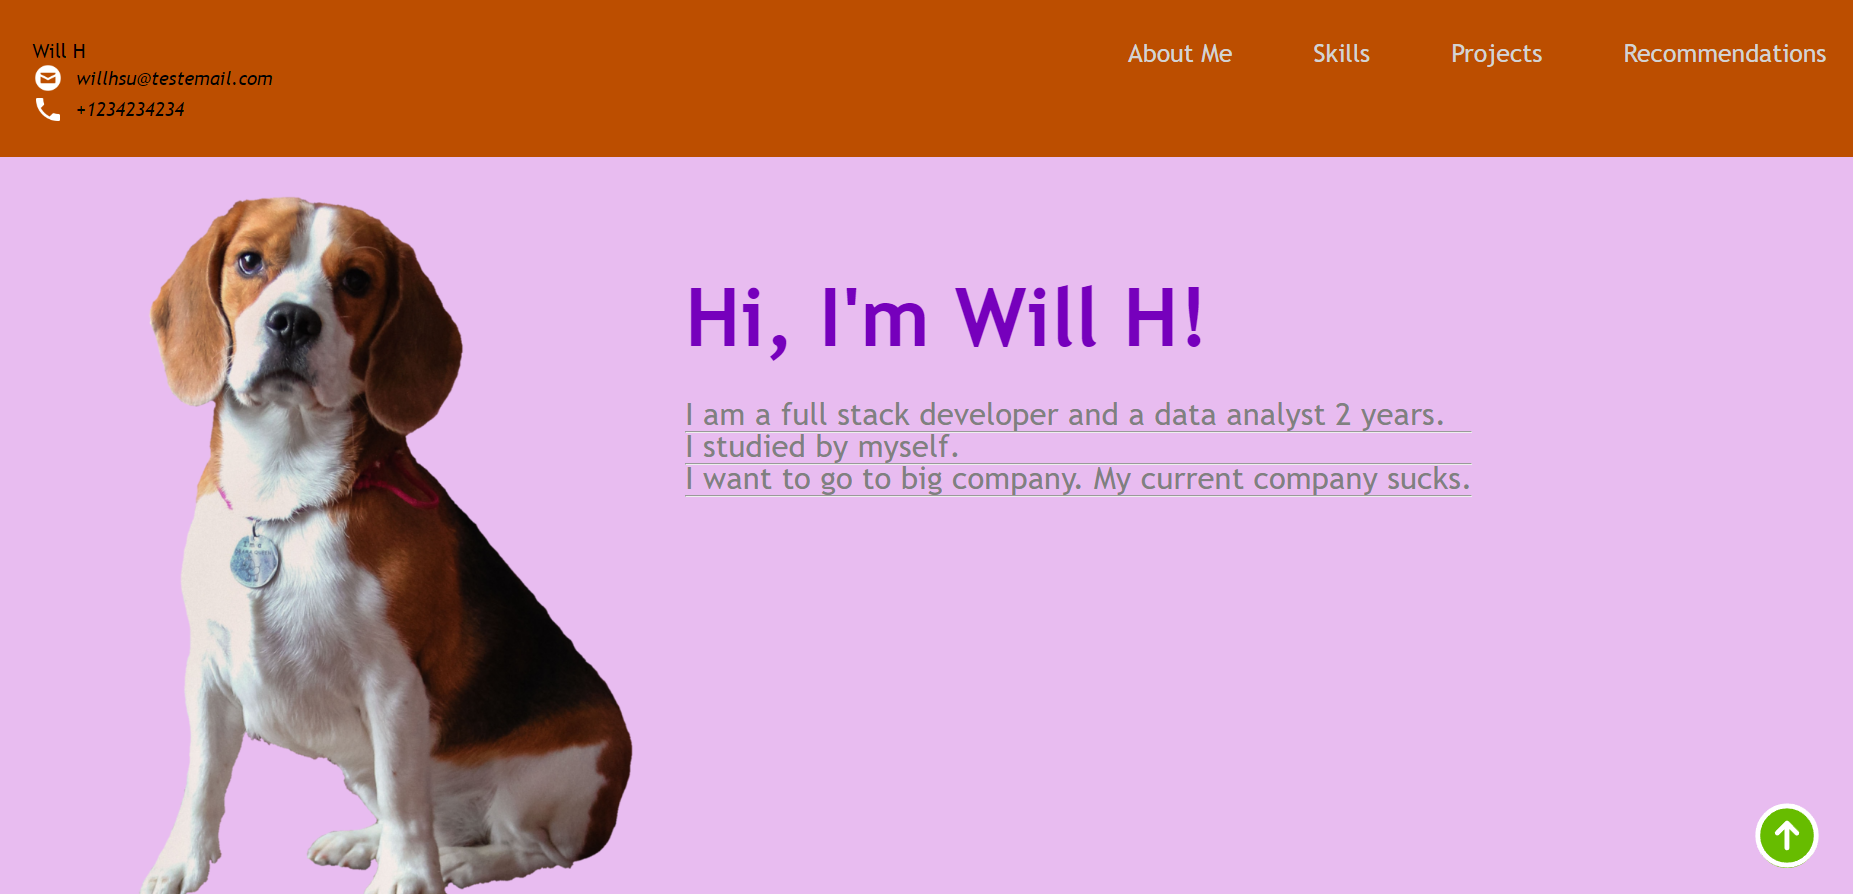 Will H
willhsu@testemail.com
+1234234234
About Me
Skills
Projects
Recommendations
Hi, I'm Will H!
I am a full stack developer and a data analyst 2 years.
I studied by myself.
I want to go to big company. My current company sucks.